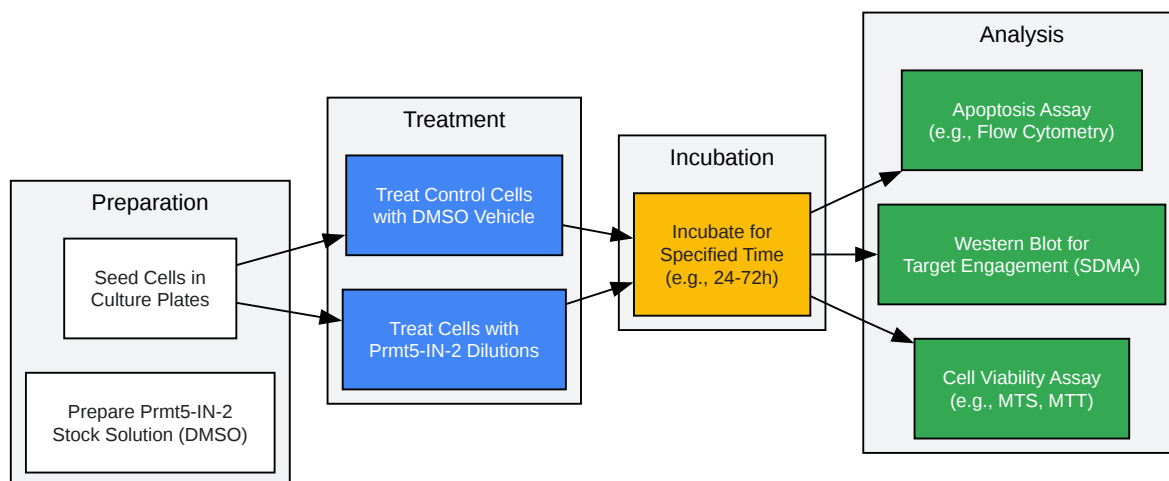 Preparation
Seed Cells in
Culture Plates
Prepare Prmt5-IN-2
Stock Solution (DMSO)
Treatment
Treat Control Cells
with DMSO Vehicle
Treat Cells with
Prmt5-IN-2 Dilutions
Incubation
Incubate for
Specified Time
(e.g., 24-72h)
Analysis
Apoptosis Assay
(e.g., Flow Cytometry)
Western Blot for
Target Engagement (SDMA)
Cell Viability Assay
(e.g., MTS, MTT)